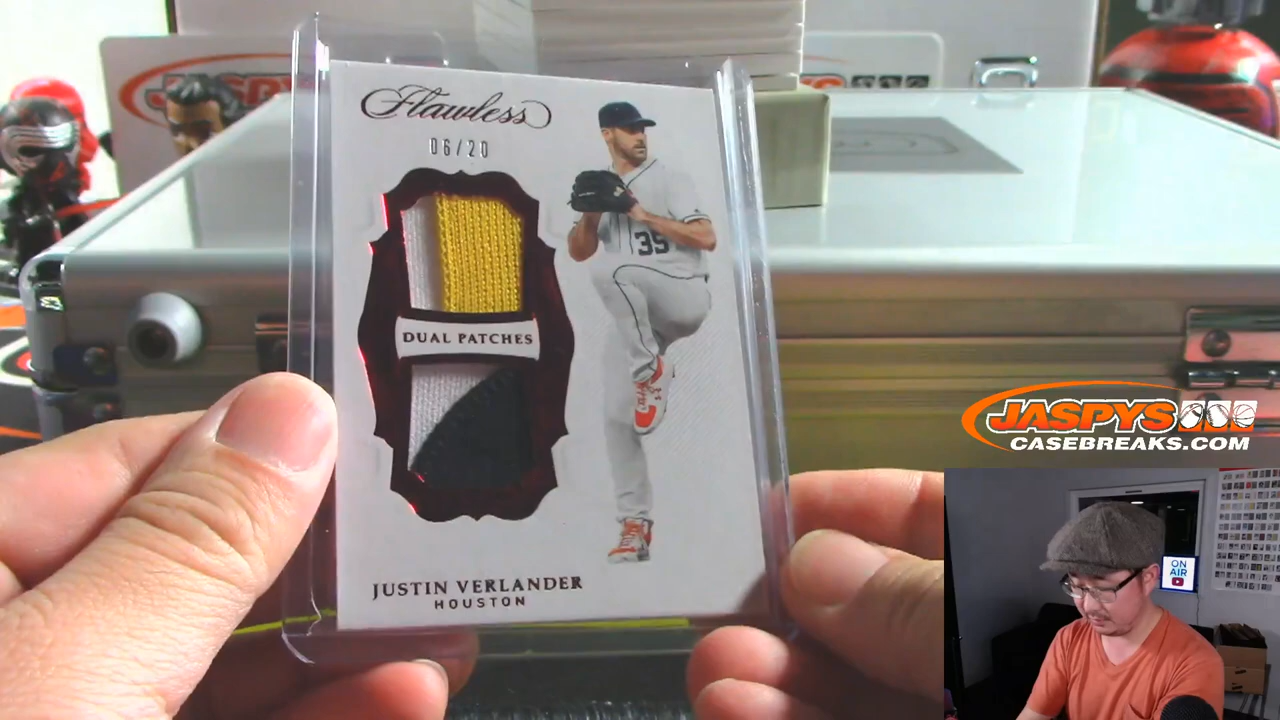 Flawless
06/20
35
DUAL PATCHES
JUSTIN VERLANDER
HOUSTON
JASPYS
CASEBREAKS.COM
ON
AIR